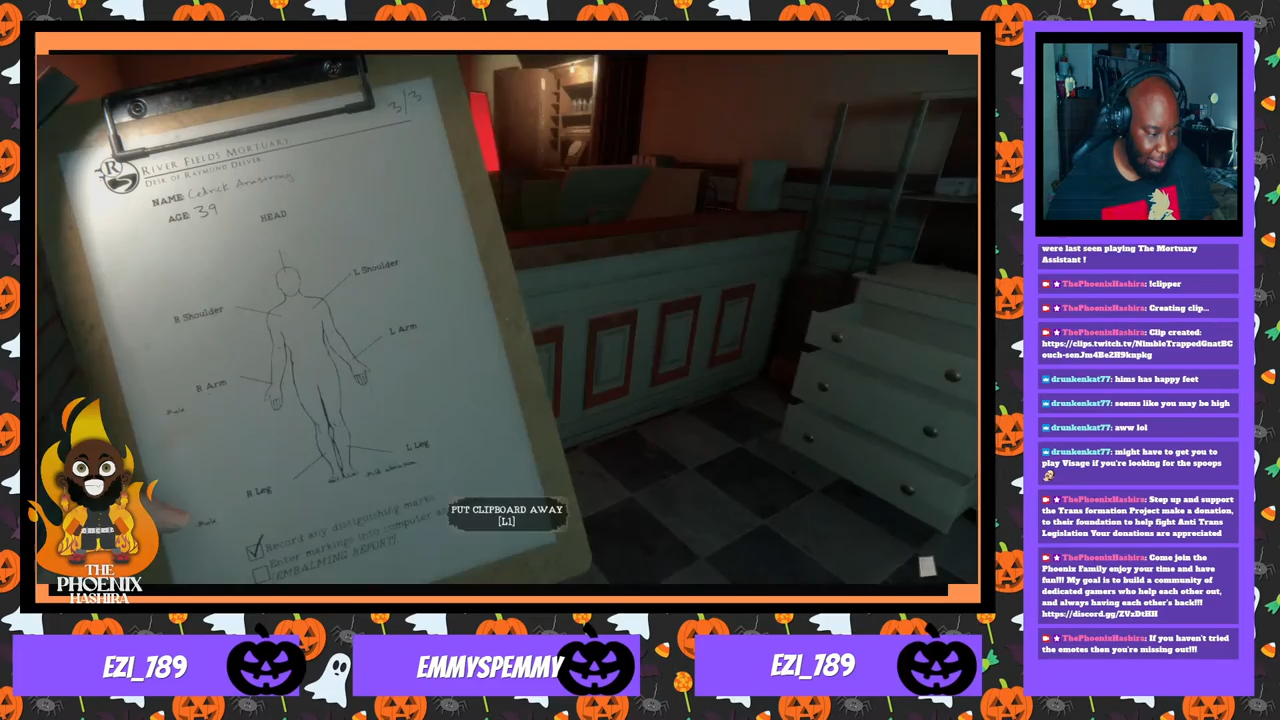 3/3
RIVER FIELDS MORTUARY
DESK OF RAYMOND DELVER
NAME: Cedrick Armstrong
AGE: 39
HEAD
L Shoulder
R Shoulder
L Arm
R Arm
L Leg
R Leg
Record any distinguishing marks
Enter markings into computer
EMBALMING REPORT!
PUT CLIPBOARD AWAY
[L1]
THE
PHOENIX
HASHIRA
were last seen playing The Mortuary
Assistant !
ThePhoenixHashira: !clipper
ThePhoenixHashira: Creating clip...
ThePhoenixHashira: Clip created:
https://clips.twitch.tv/NimbleTrappedGnatBC
ouch-senJm4Be2H9knpkg
drunkenkat77: hims has happy feet
drunkenkat77: seems like you may be high
drunkenkat77: aww lol
drunkenkat77: might have to get you to
play Visage if you're looking for the spoops
ThePhoenixHashira: Step up and support
the Trans formation Project make a donation,
to their foundation to help fight Anti Trans
Legislation Your donations are appreciated
ThePhoenixHashira: Come join the
Phoenix Family enjoy your time and have
fun!!! My goal is to build a community of
dedicated gamers who help each other out,
and always having each other's back!!!
https://discord.gg/ZVxDtHH
ThePhoenixHashira: If you haven't tried
the emotes then you're missing out!!!
EZI_789
EMMYSPEMMY
EZI_789